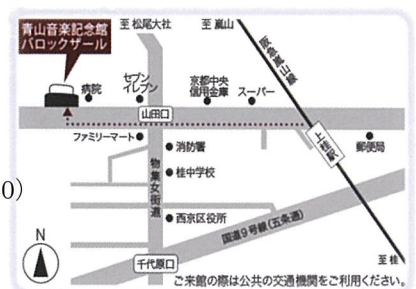 青山音楽記念館
バロックザール
至 松尾大社
至 嵐山
阪急嵐山線
病院
セブン
イレブン
京都中央
信用金庫
スーパー
山田口
ファミリーマート
消防署
上桂駅
郵便局
物集女街道
桂中学校
西京区役所
国道9号線(五条通)
0)
N
千代原口
至 桂
ご来館の際は公共の交通機関をご利用ください。